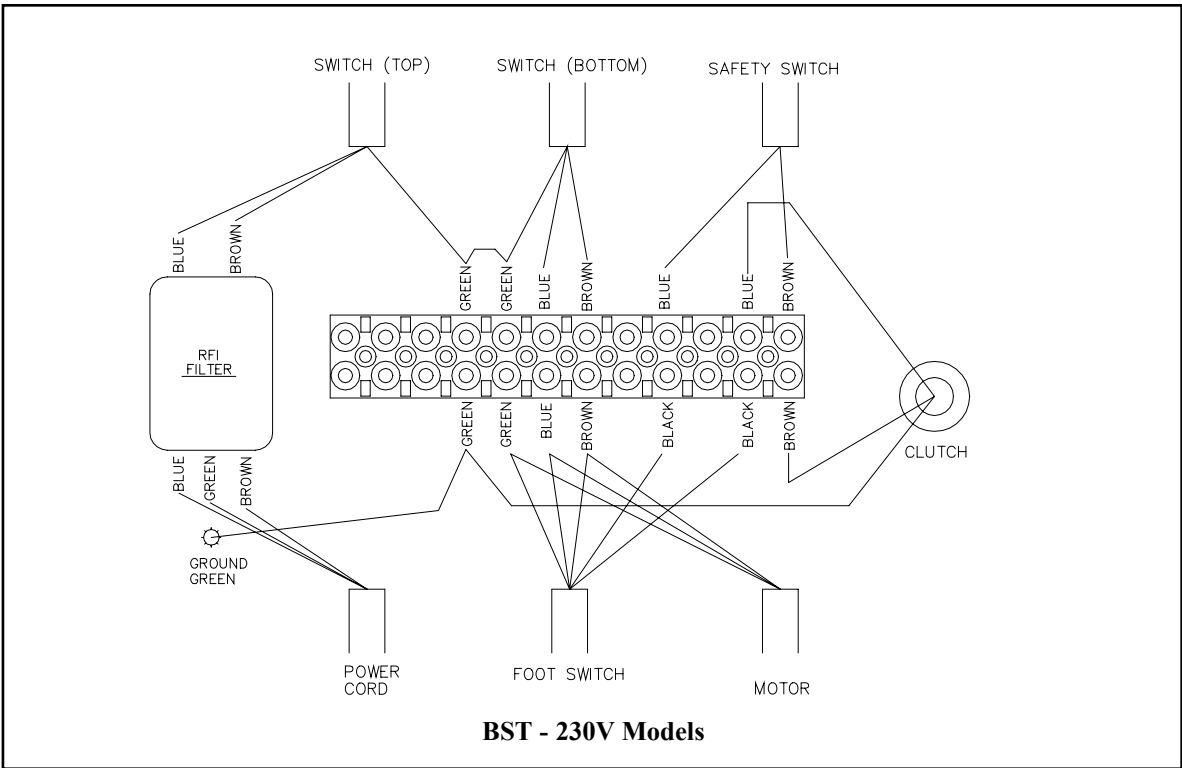 SWITCH (TOP)
SWITCH (BOTTOM)
SAFETY SWITCH
BLUE
BROWN
GREEN
GREEN
BLUE
BROWN
BLUE
BLUE
BROWN
RFI
FILTER
GREEN
GREEN
BLUE
BROWN
BLACK
BLACK
BROWN
CLUTCH
BLUE
GREEN
BROWN
GROUND
GREEN
POWER
CORD
FOOT SWITCH
MOTOR
BST - 230V Models